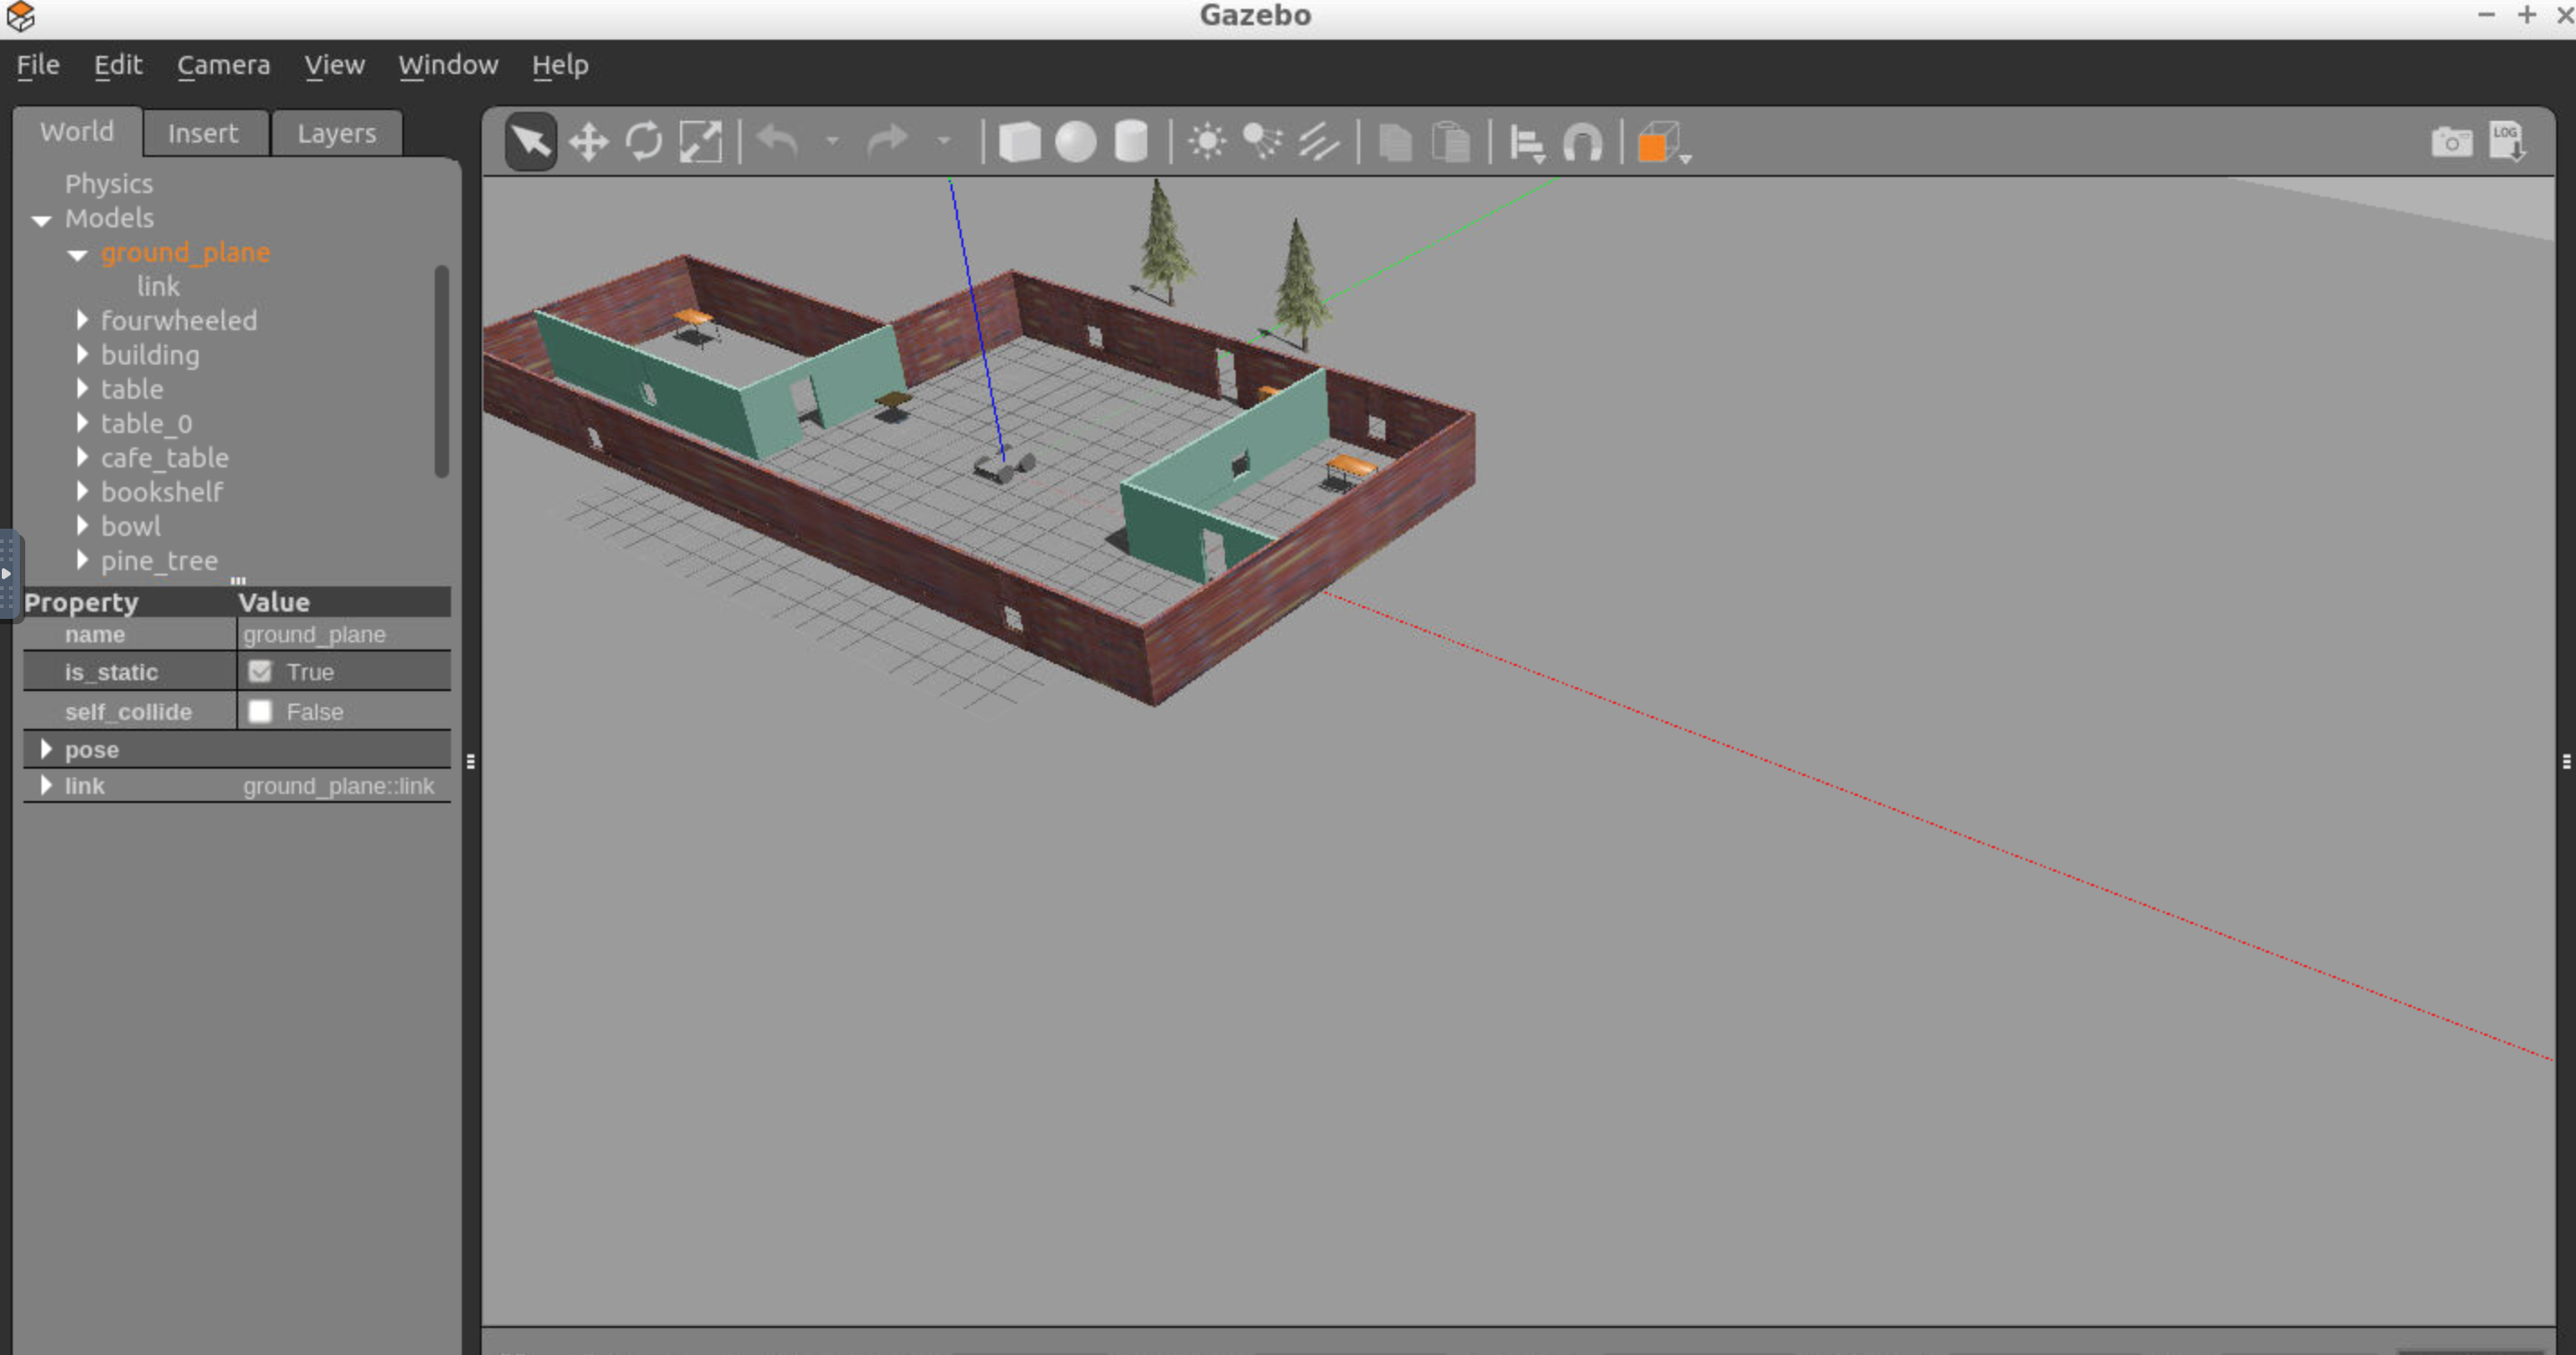 Gazebo
File Edit Camera View Window Help
World Insert Layers
LOG
Physics
Models
ground_plane
link
fourwheeled
building
table
table_0
cafe_table
bookshelf
bowl
pine_tree
Property Value
name ground_plane
is_static True
self_collide False
pose
link ground_plane::link